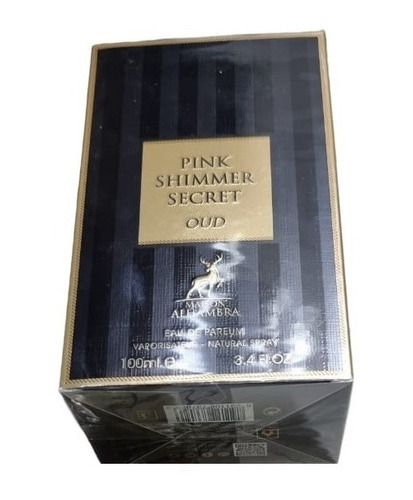 PINK
SHIMMER
SECRET
OUD
MAISON
ALHAMBRA
EAU DE PARFUM
VAPORISATEUR - NATURAL SPRAY
100ml.℮ 3.4 FL.OZ